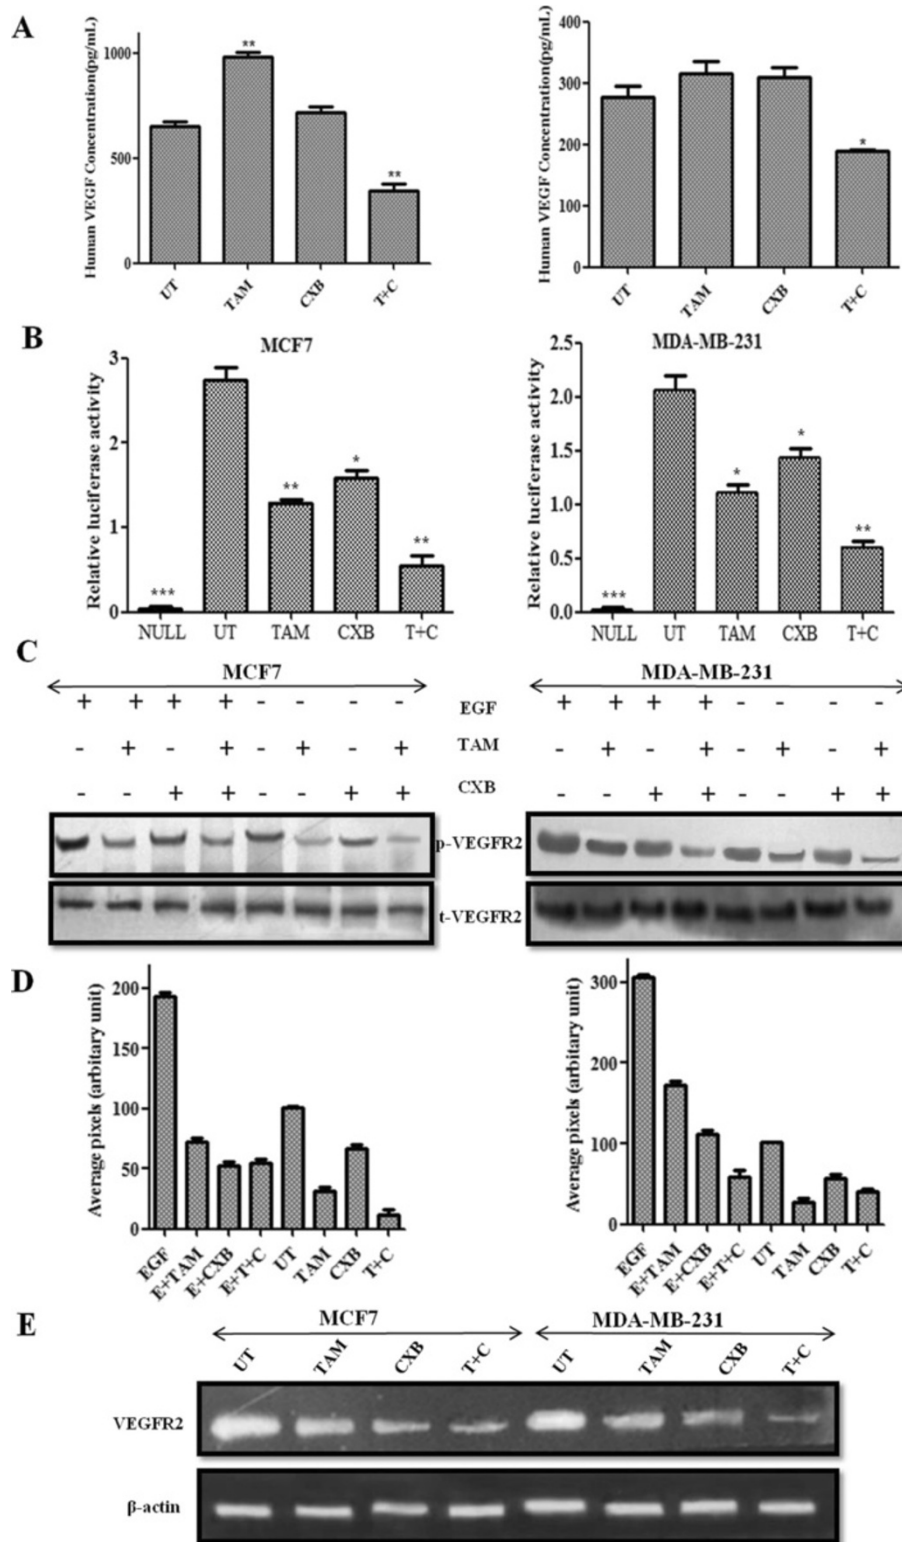 A
Human VEGF Concentration(pg/mL)
1000
500
0
**
**
UT
TAM
CXB
T+C
Human VEGF Concentration(pg/mL)
400
300
200
100
0
*
UT
TAM
CXB
T+C
B
MCF7
Relative luciferase activity
3
2
1
0
***
**
*
**
NULL
UT
TAM
CXB
T+C
MDA-MB-231
Relative luciferase activity
2.5
2.0
1.5
1.0
0.5
0.0
***
*
*
**
NULL
UT
TAM
CXB
T+C
C
MCF7
MDA-MB-231
+ + + + - - - - EGF + + + + - - - -
- + - + - + - + TAM - + - + - + - +
- - + + - - + + CXB - - + + - - + +
p-VEGFR2
t-VEGFR2
D
Average pixels (arbitary unit)
200
150
100
50
0
EGF
E+TAM
E+CXB
E+T+C
UT
TAM
CXB
T+C
Average pixels (arbitary unit)
300
200
100
0
EGF
E+TAM
E+CXB
E+T+C
UT
TAM
CXB
T+C
E
MCF7
MDA-MB-231
UT TAM CXB T+C UT TAM CXB T+C
VEGFR2
β-actin